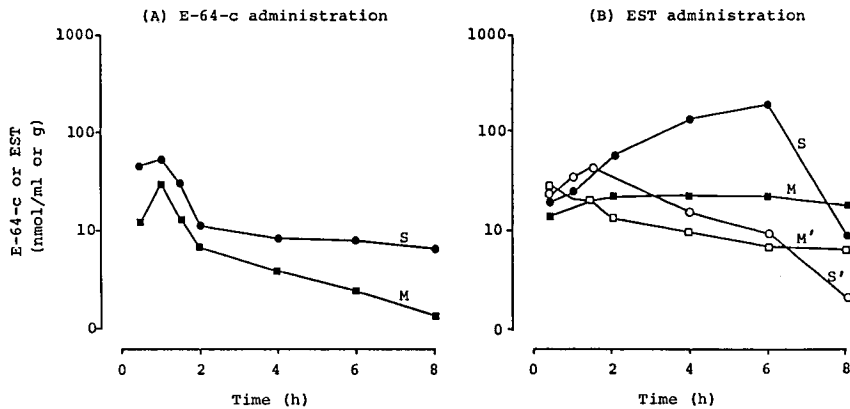 (A) E-64-c administration
(B) EST administration
E-64-c or EST
(nmol/ml or g)
1000
100
10
0
S
M
0 2 4 6 8
Time (h)
1000
100
10
0
S
M
M'
S'
0 2 4 6 8
Time (h)